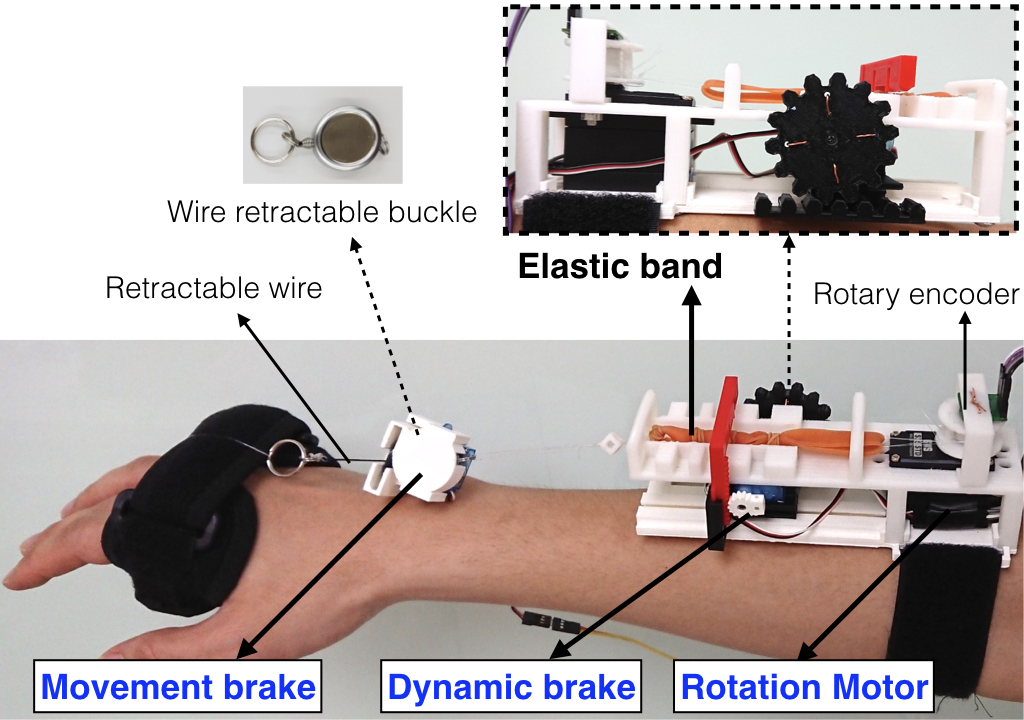 Wire retractable buckle
Elastic band
Retractable wire
Rotary encoder
Movement brake
Dynamic brake
Rotation Motor